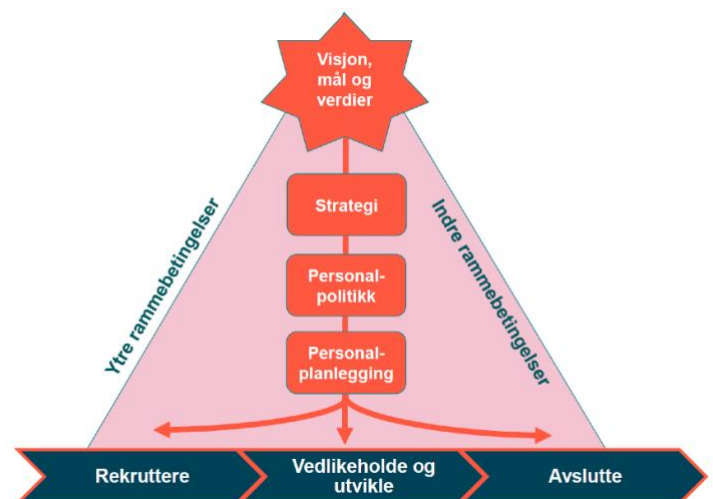 Visjon,
mål og
verdier
Strategi
Personal-
politikk
Personal-
planlegging
Ytre rammebetingelser
Indre rammebetingelser
Rekruttere
Vedlikeholde og
utvikle
Avslutte